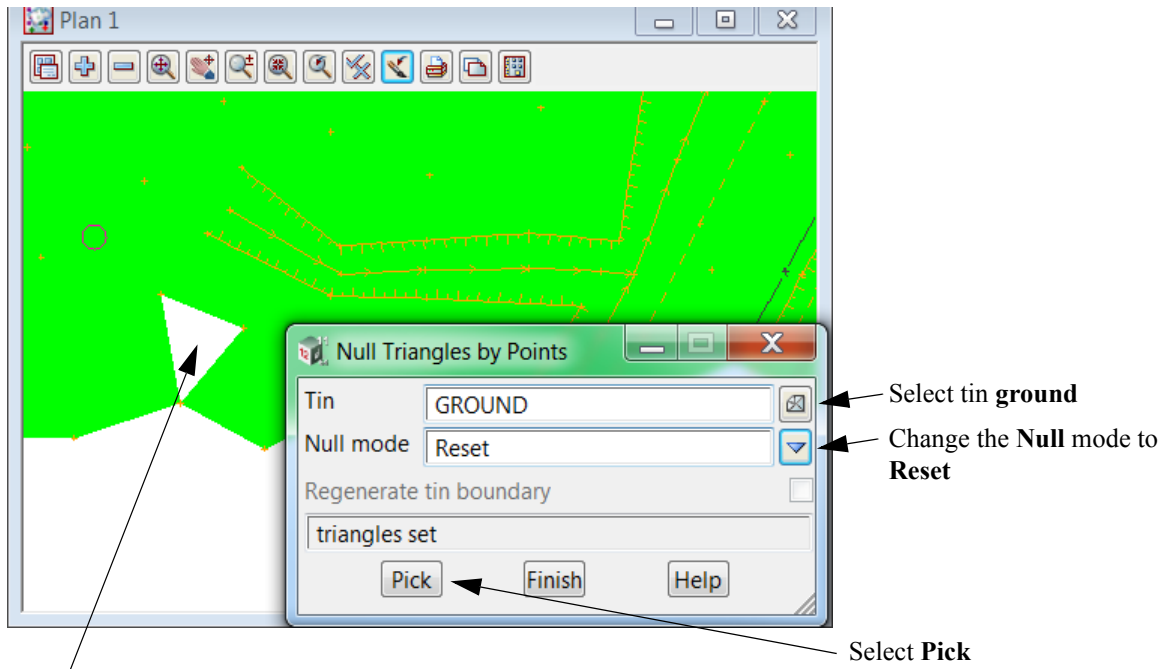 Plan 1
Null Triangles by Points
Tin
GROUND
Select tin ground
Null mode
Reset
Change the Null mode to
Reset
Regenerate tin boundary
triangles set
Pick
Finish
Help
Select Pick